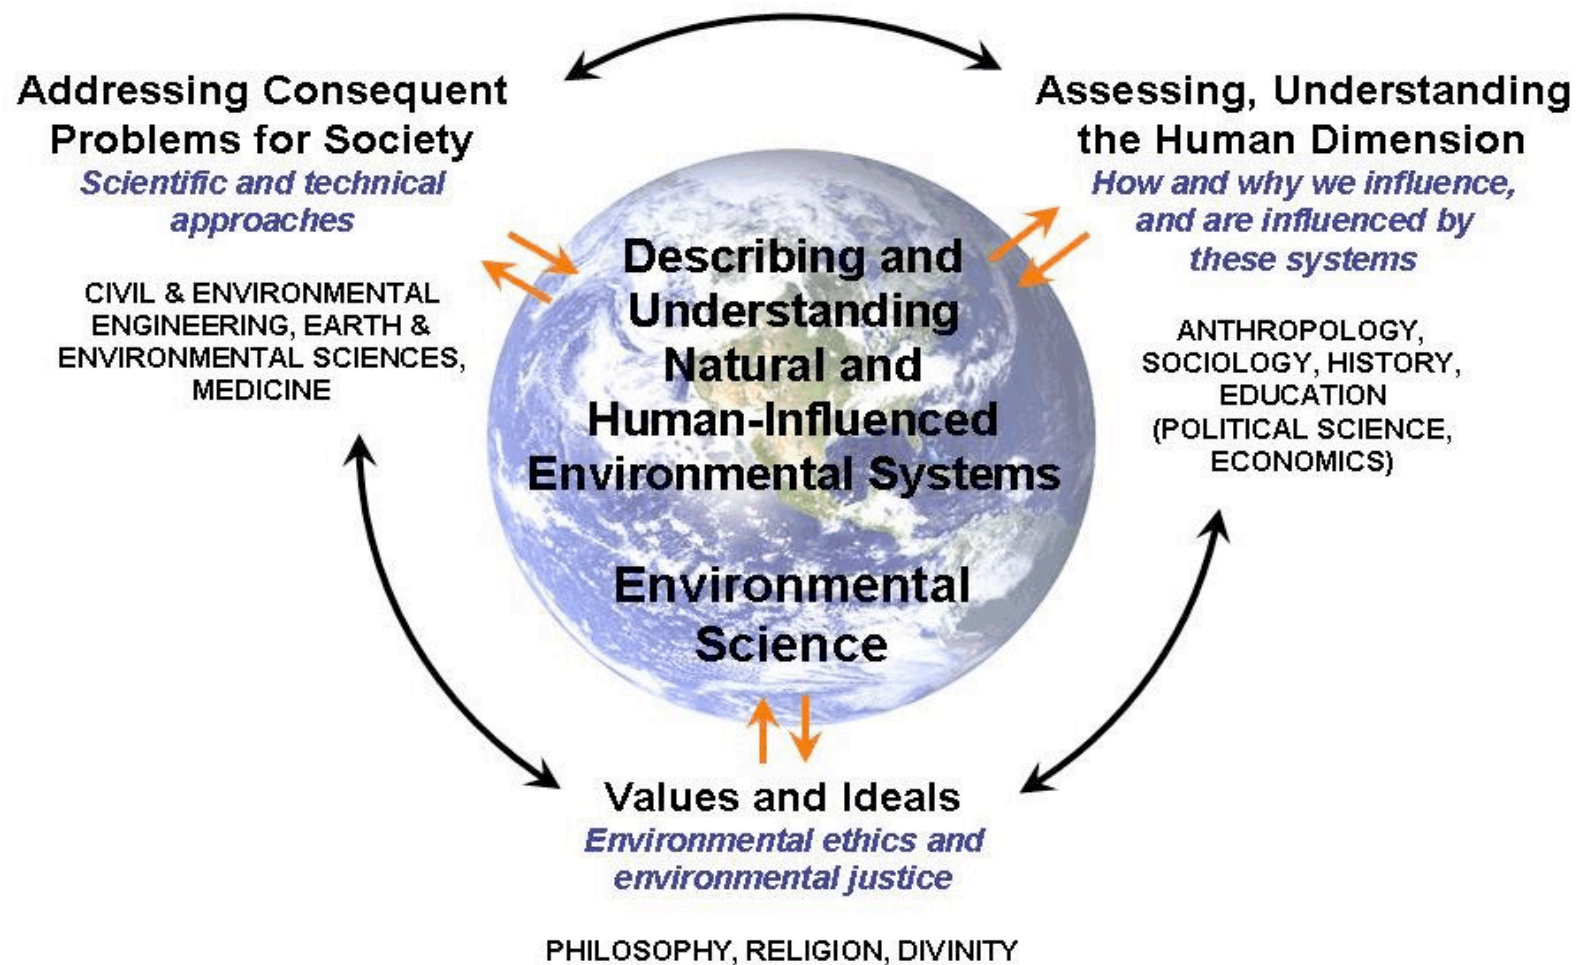 Addressing Consequent
Problems for Society
Scientific and technical
approaches
CIVIL & ENVIRONMENTAL
ENGINEERING, EARTH &
ENVIRONMENTAL SCIENCES,
MEDICINE
Assessing, Understanding
the Human Dimension
How and why we influence,
and are influenced by
these systems
ANTHROPOLOGY,
SOCIOLOGY, HISTORY,
EDUCATION
(POLITICAL SCIENCE,
ECONOMICS)
Describing and
Understanding
Natural and
Human-Influenced
Environmental Systems
Environmental
Science
Values and Ideals
Environmental ethics and
environmental justice
PHILOSOPHY, RELIGION, DIVINITY